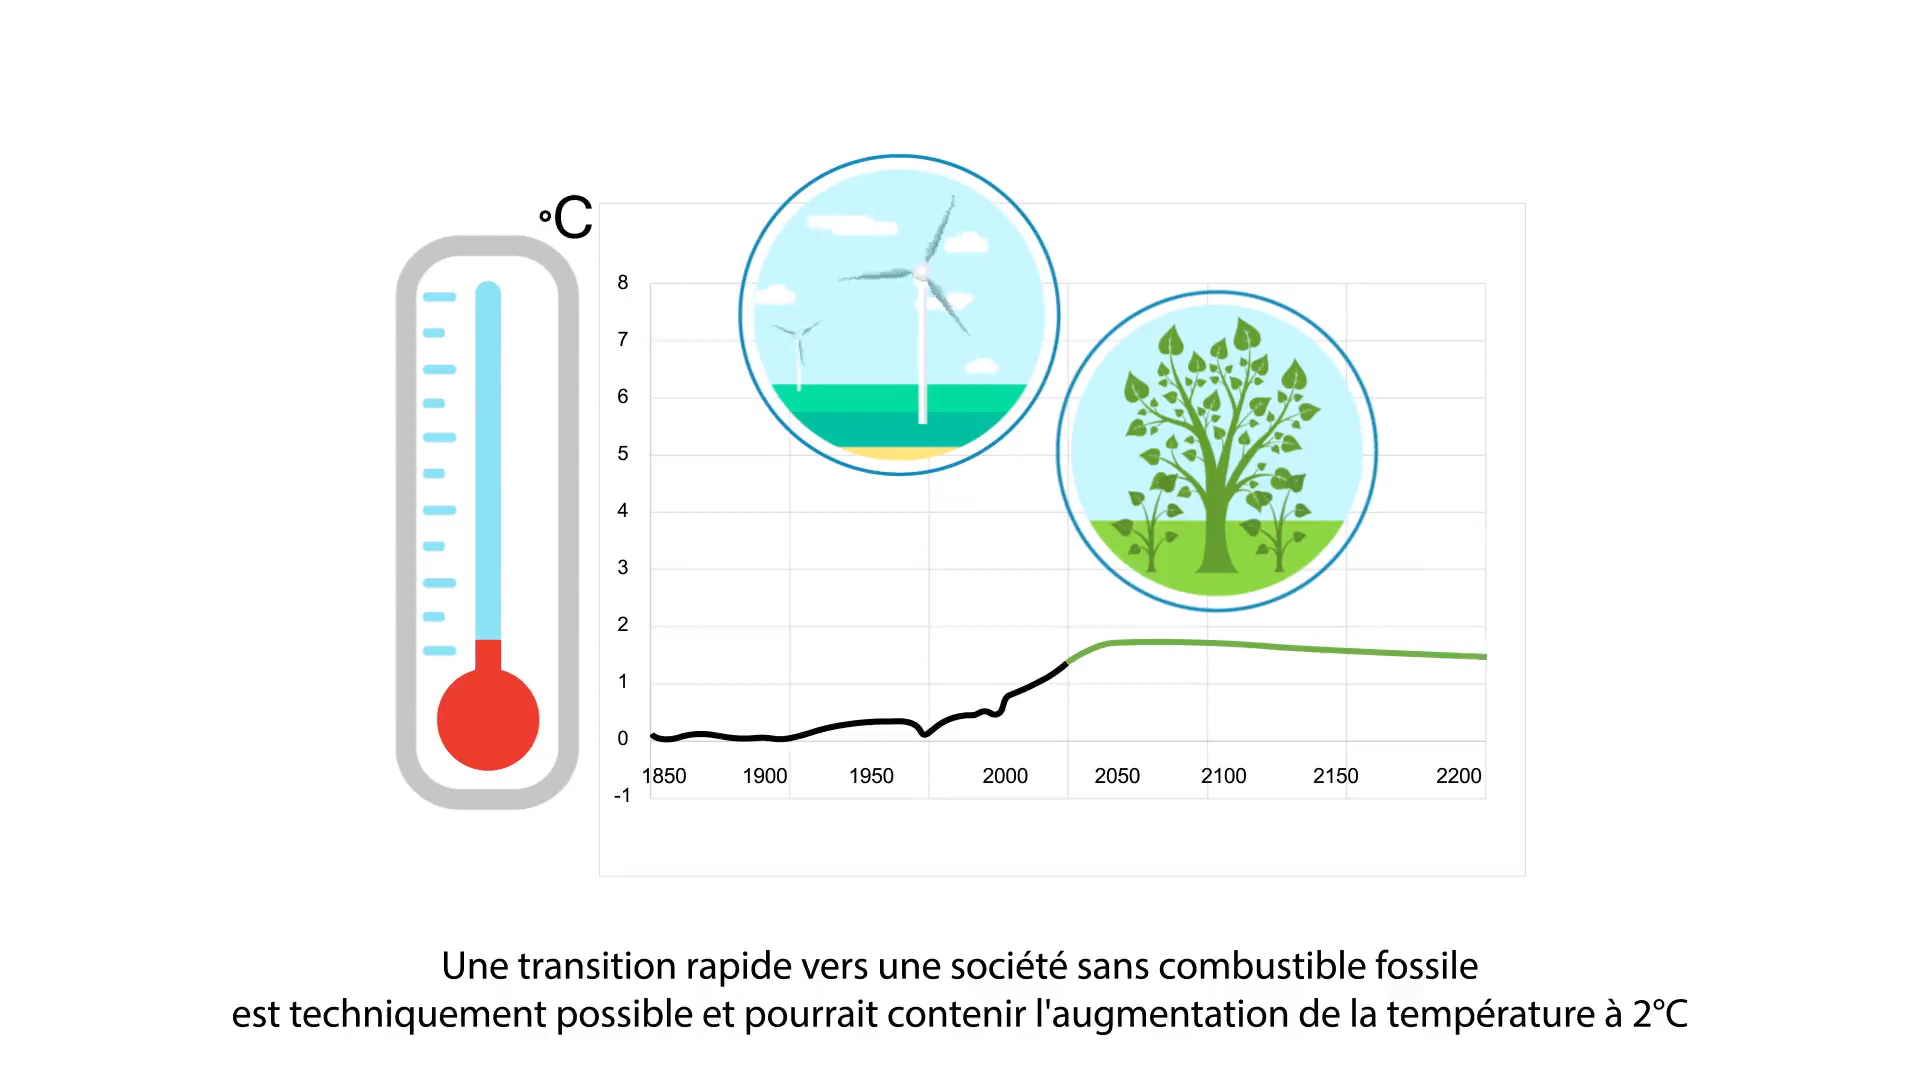 °C
8
7
6
5
4
3
2
1
0
-1
1850 1900 1950 2000 2050 2100 2150 2200
Une transition rapide vers une société sans combustible fossile
est techniquement possible et pourrait contenir l'augmentation de la température à 2°C